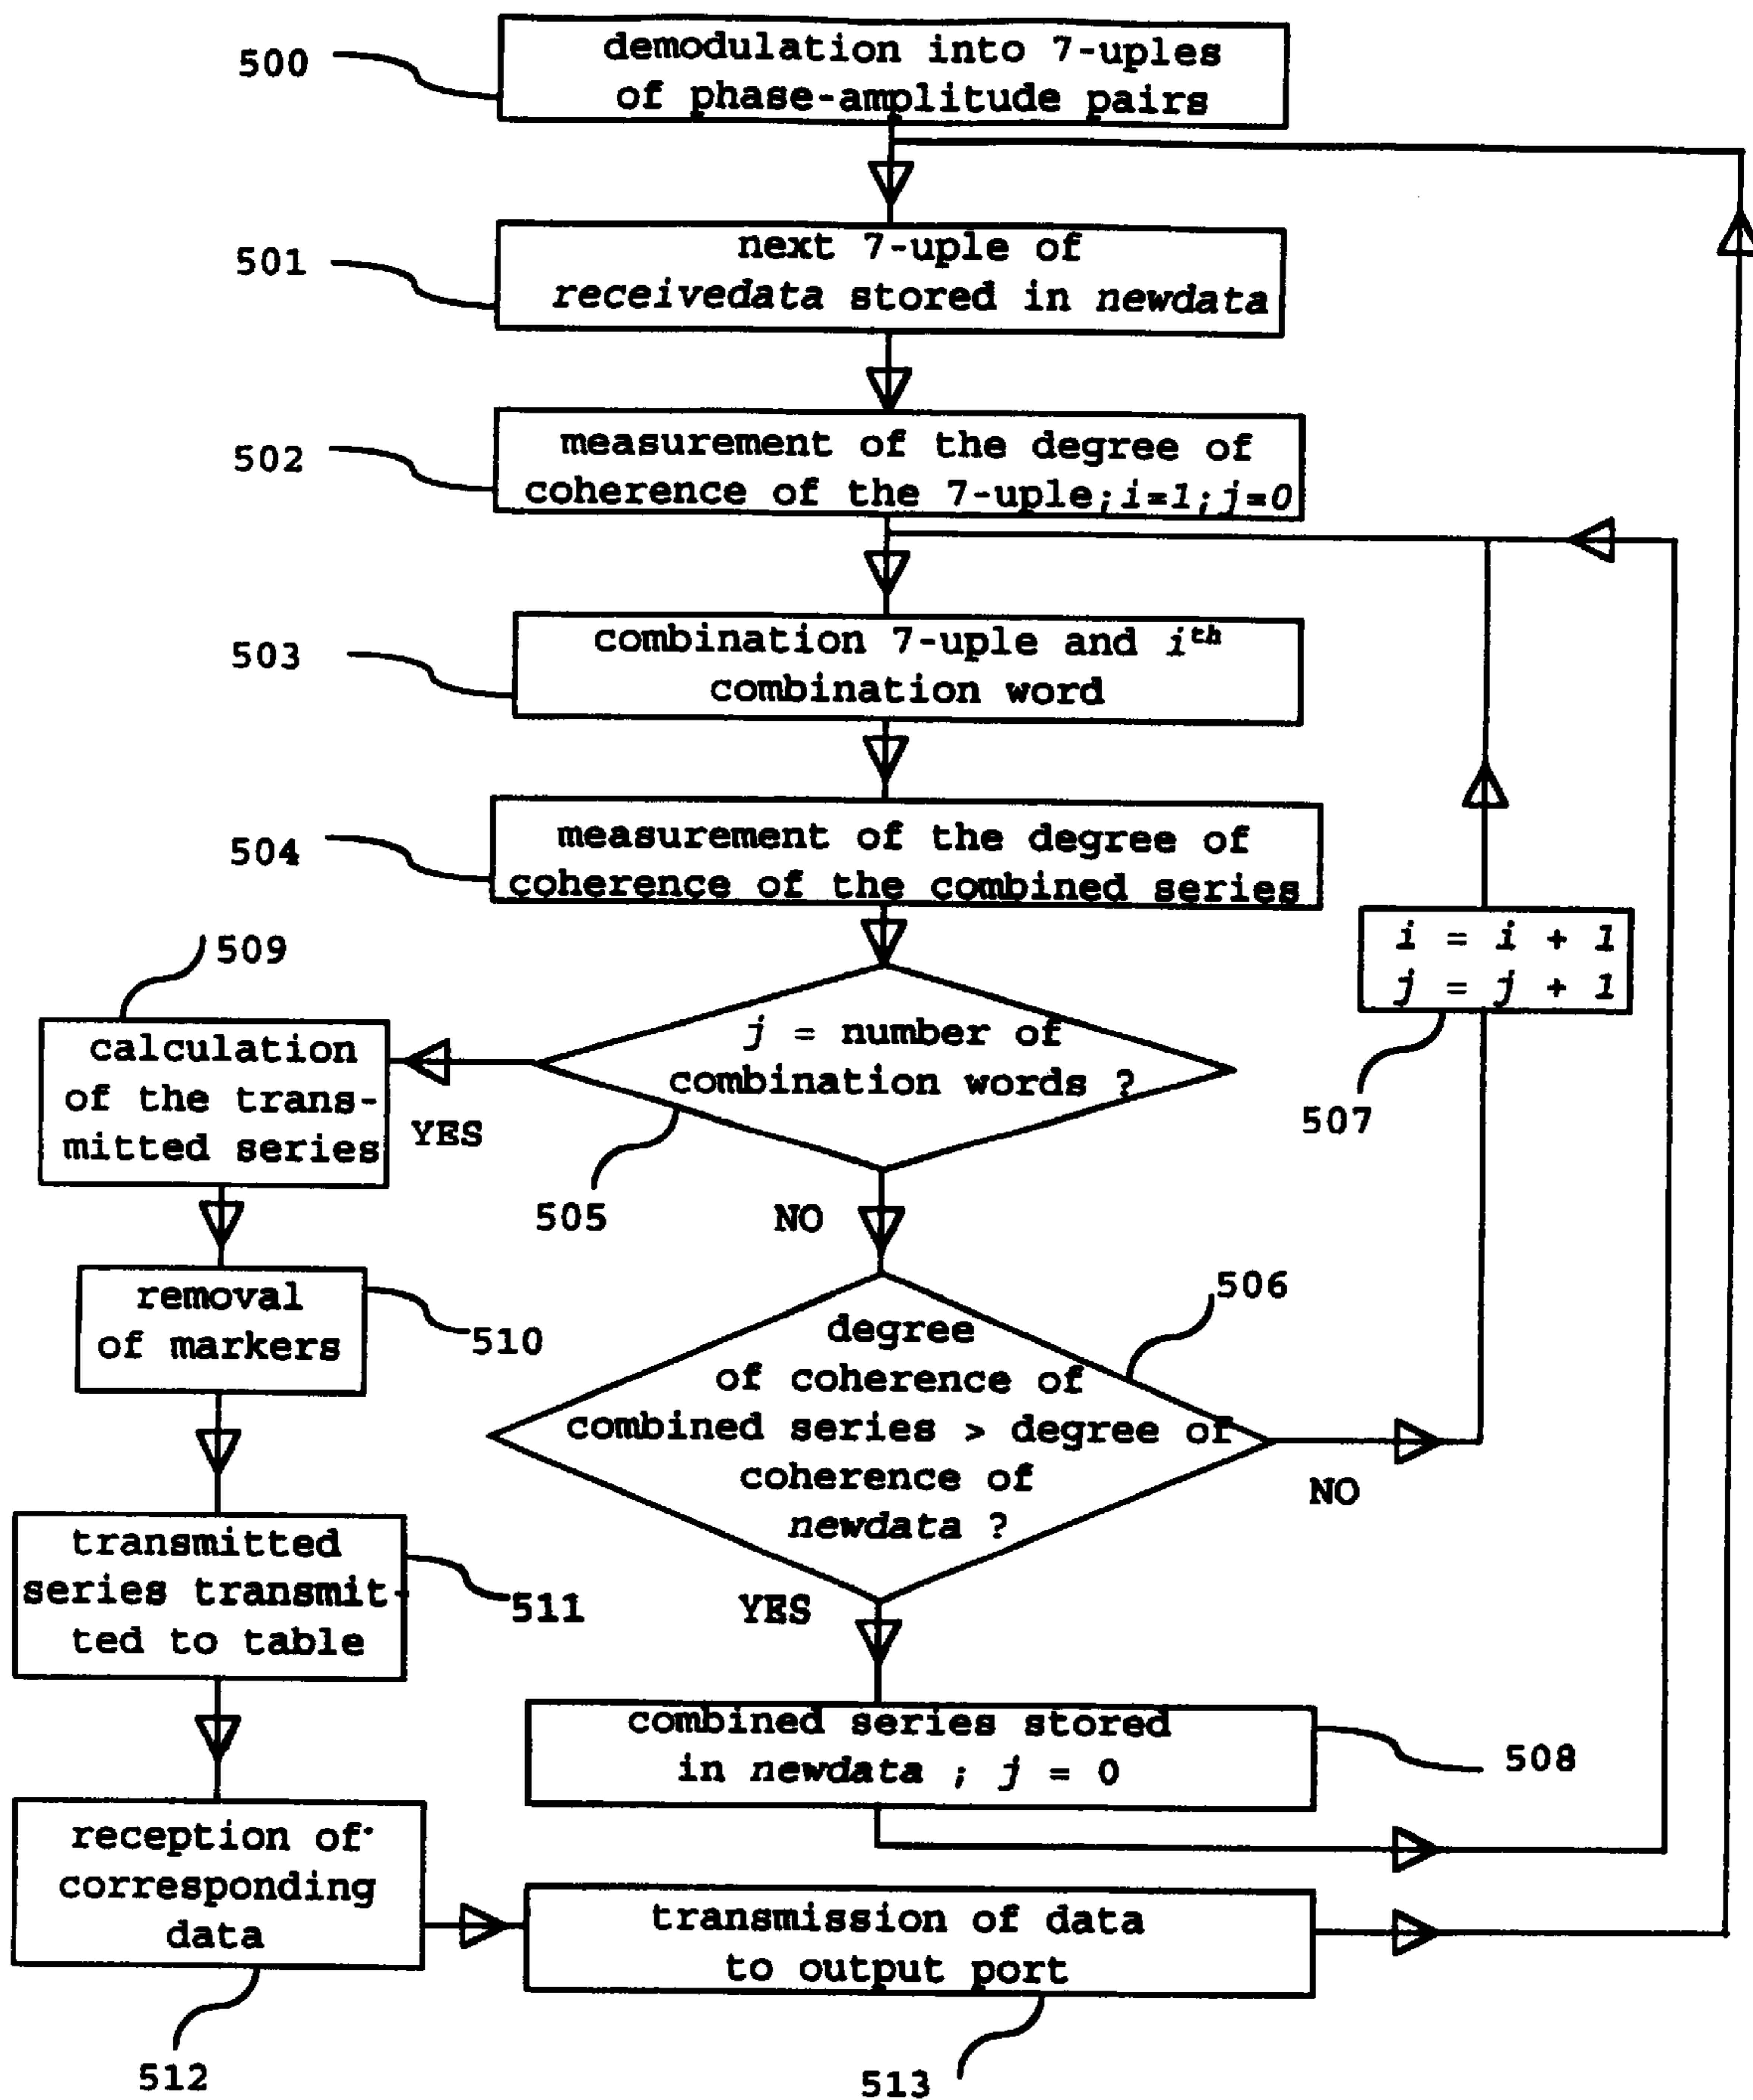 500
demodulation into 7-uples
of phase-amplitude pairs
501
next 7-uple of
receivedata stored in newdata
502
measurement of the degree of
coherence of the 7-uple; i=1; j=0
503
combination 7-uple and iᵗʰ
combination word
504
measurement of the degree of
coherence of the combined series
507
i = i + 1
j = j + 1
505
j = number of
combination words ?
YES
NO
509
calculation
of the trans-
mitted series
506
degree
of coherence of
combined series > degree of
coherence of
newdata ?
NO
YES
510
removal
of markers
511
transmitted
series transmit-
ted to table
508
combined series stored
in newdata ; j = 0
512
reception of
corresponding
data
513
transmission of data
to output port